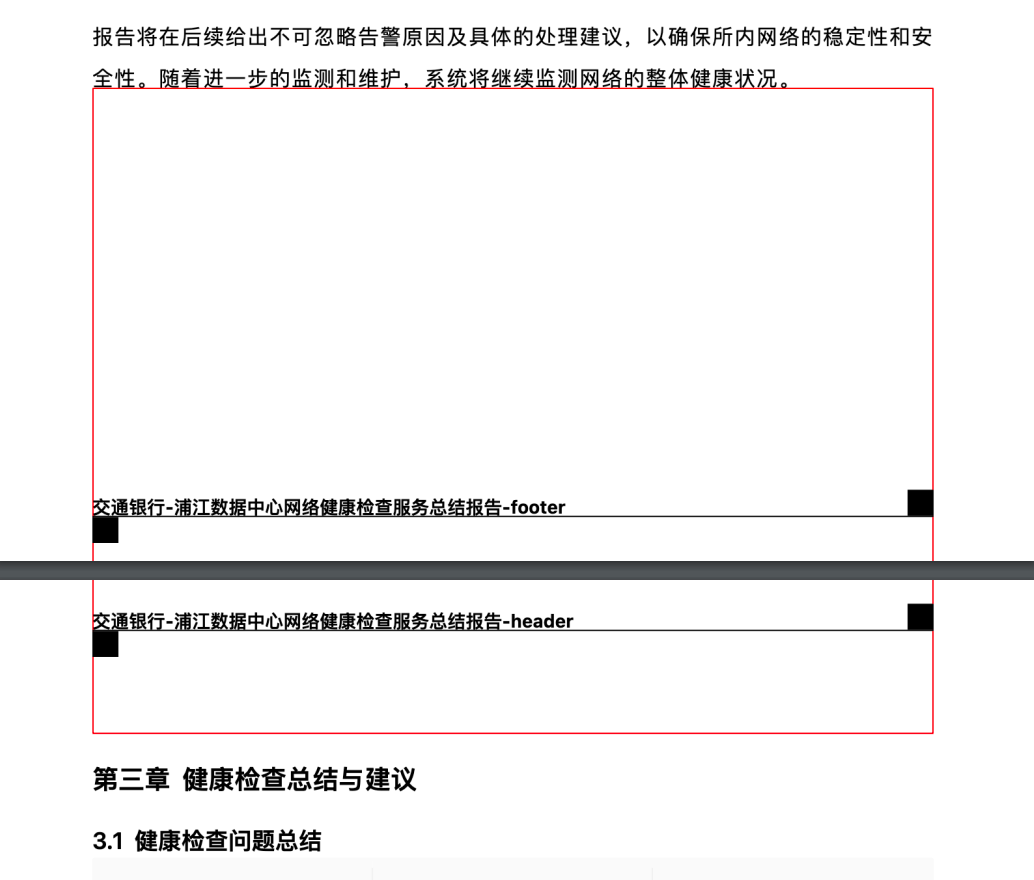 报告将在后续给出不可忽略告警原因及具体的处理建议，以确保所内网络的稳定性和安
全性。随着进一步的监测和维护，系统将继续监测网络的整体健康状况。
交通银行-浦江数据中心网络健康检查服务总结报告-footer
交通银行-浦江数据中心网络健康检查服务总结报告-header
第三章 健康检查总结与建议
3.1 健康检查问题总结